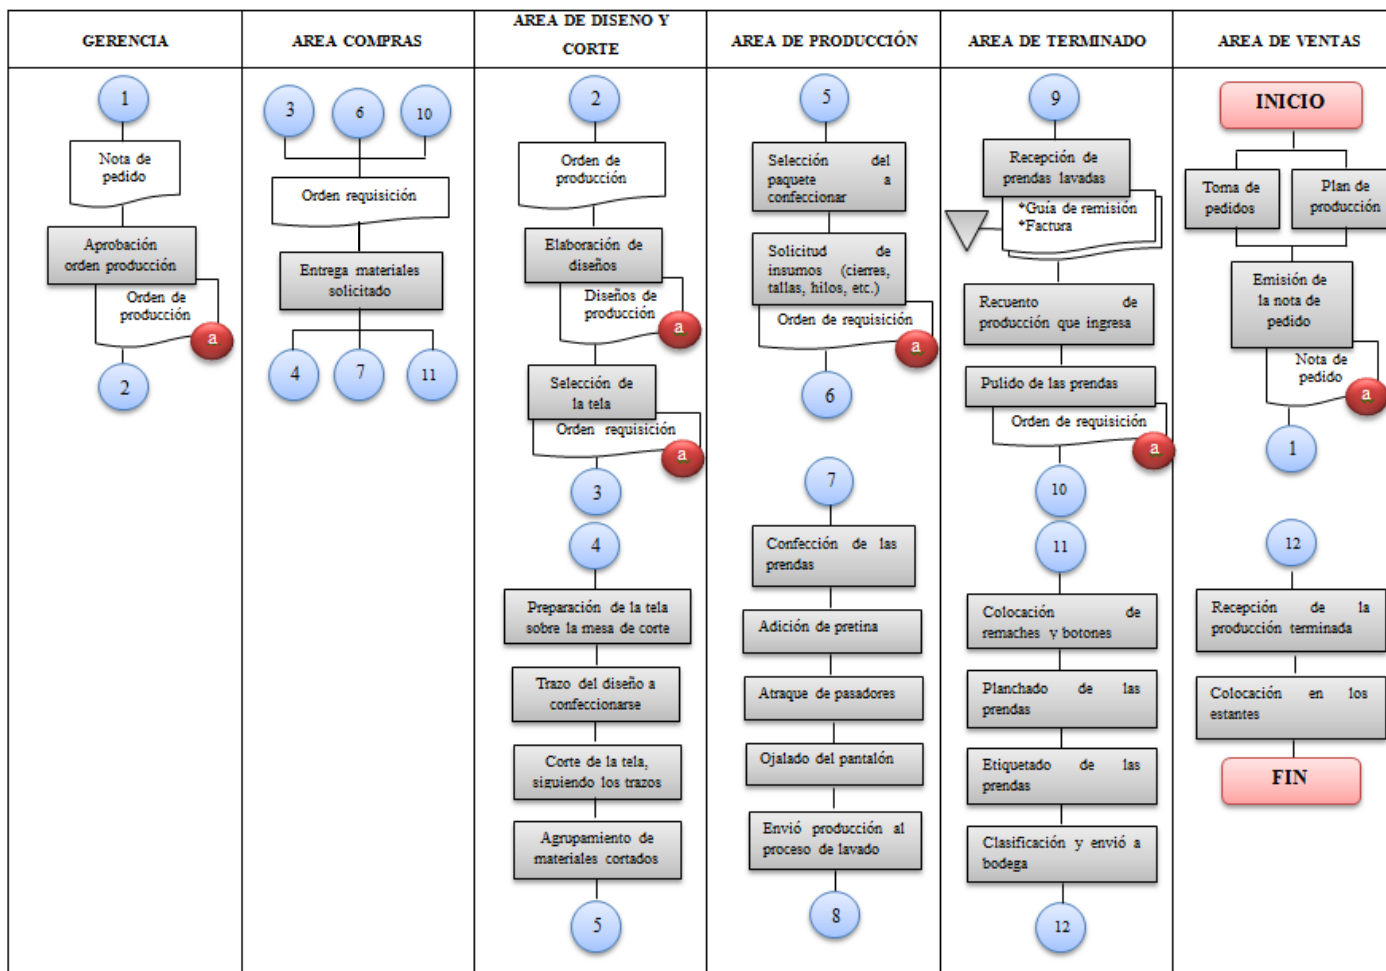 GERENCIA
1
Nota de
pedido
Aprobación
orden producción
Orden de
producción
a
2
AREA COMPRAS
3
6
10
Orden requisición
Entrega materiales
solicitado
4
7
11
AREA DE DISEÑO Y
CORTE
2
Orden de
producción
Elaboración de
diseños
Diseños de
producción
a
Selección de
la tela
Orden requisición
a
3
4
Preparación de la tela
sobre la mesa de corte
Trazo del diseño a
confeccionarse
Corte de la tela,
siguiendo los trazos
Agrupamiento de
materiales cortados
5
AREA DE PRODUCCIÓN
5
Selección del
paquete a
confeccionar
Solicitud de
insumos (cierres,
tallas, hilos, etc.)
Orden de requisición
a
6
7
Confección de las
prendas
Adición de pretina
Atraque de pasadores
Ojalado del pantalón
Envió producción al
proceso de lavado
8
AREA DE TERMINADO
9
Recepción de
prendas lavadas
*Guía de remisión
*Factura
Recuento de
producción que ingresa
Pulido de las prendas
Orden de requisición
a
10
11
Colocación de
remaches y botones
Planchado de las
prendas
Etiquetado de las
prendas
Clasificación y envió a
bodega
12
AREA DE VENTAS
INICIO
Toma de
pedidos
Plan de
producción
Emisión de
la nota de
pedido
Nota de
pedido
a
1
12
Recepción de la
producción terminada
Colocación en los
estantes
FIN